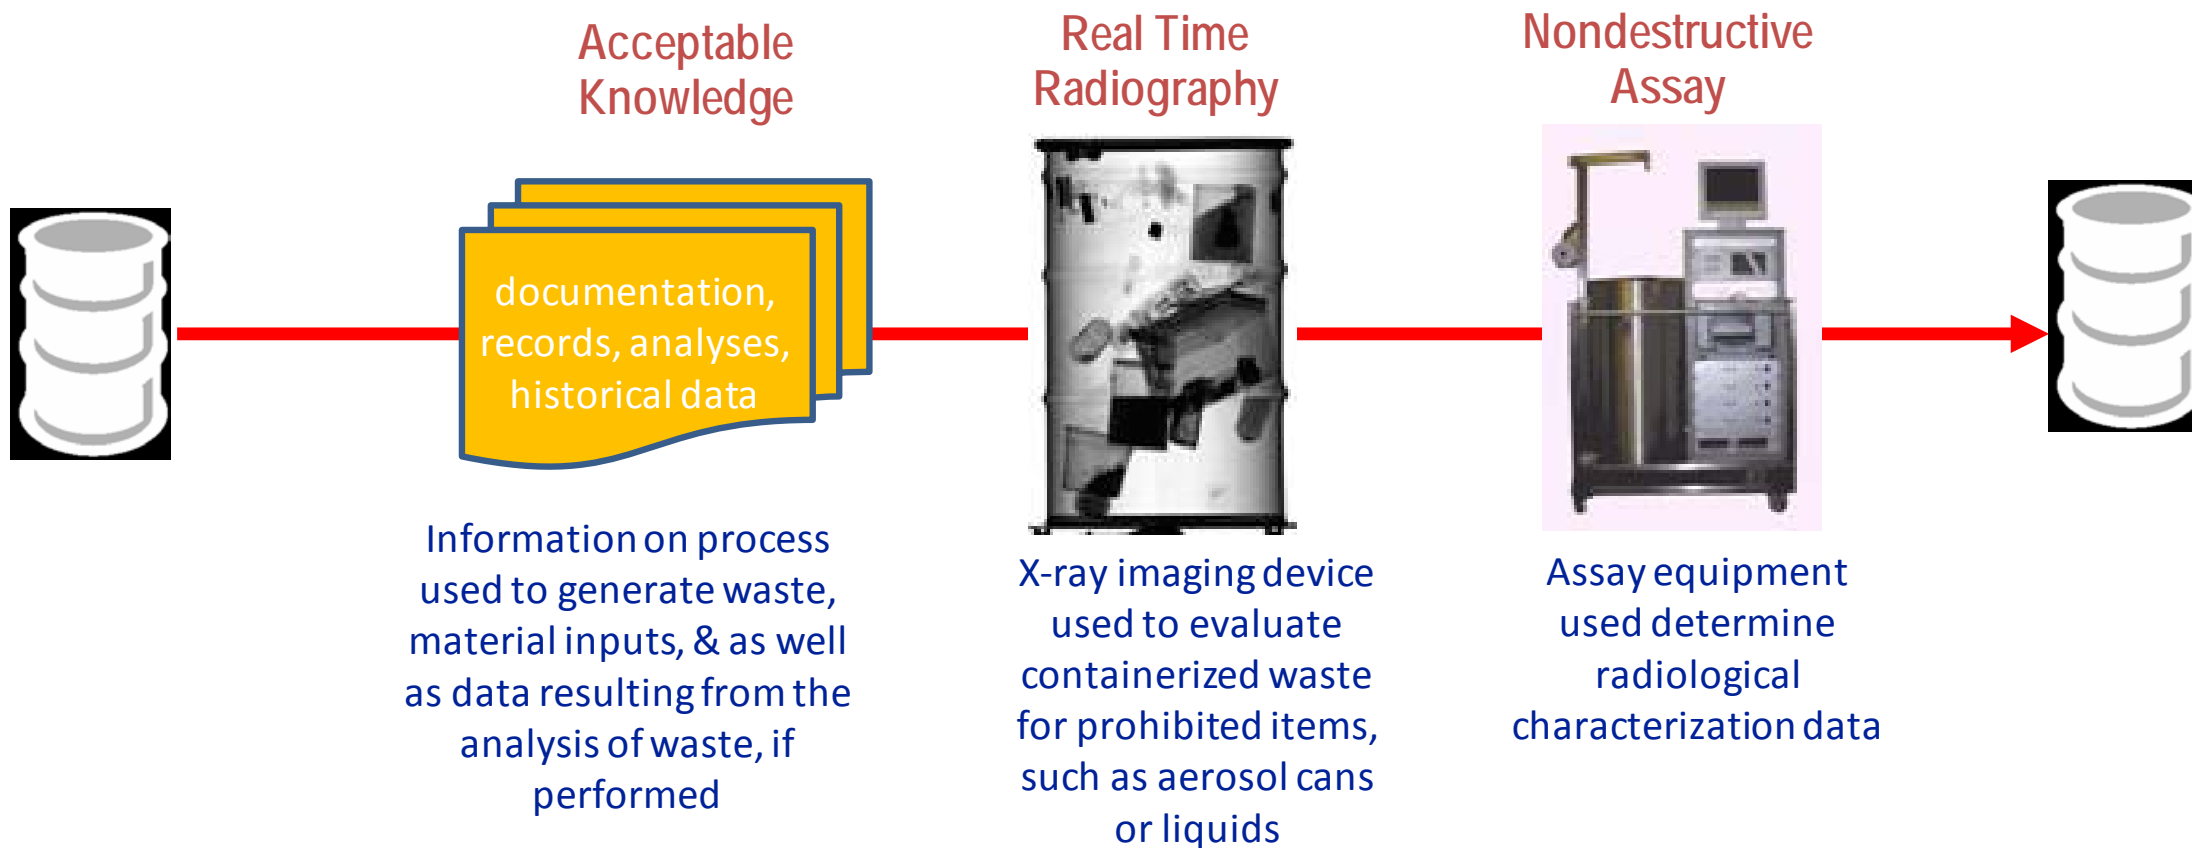 Acceptable
Knowledge
documentation,
records, analyses,
historical data
Information on process
used to generate waste,
material inputs, & as well
as data resulting from the
analysis of waste, if
performed
Real Time
Radiography
X-ray imaging device
used to evaluate
containerized waste
for prohibited items,
such as aerosol cans
or liquids
Nondestructive
Assay
Assay equipment
used determine
radiological
characterization data